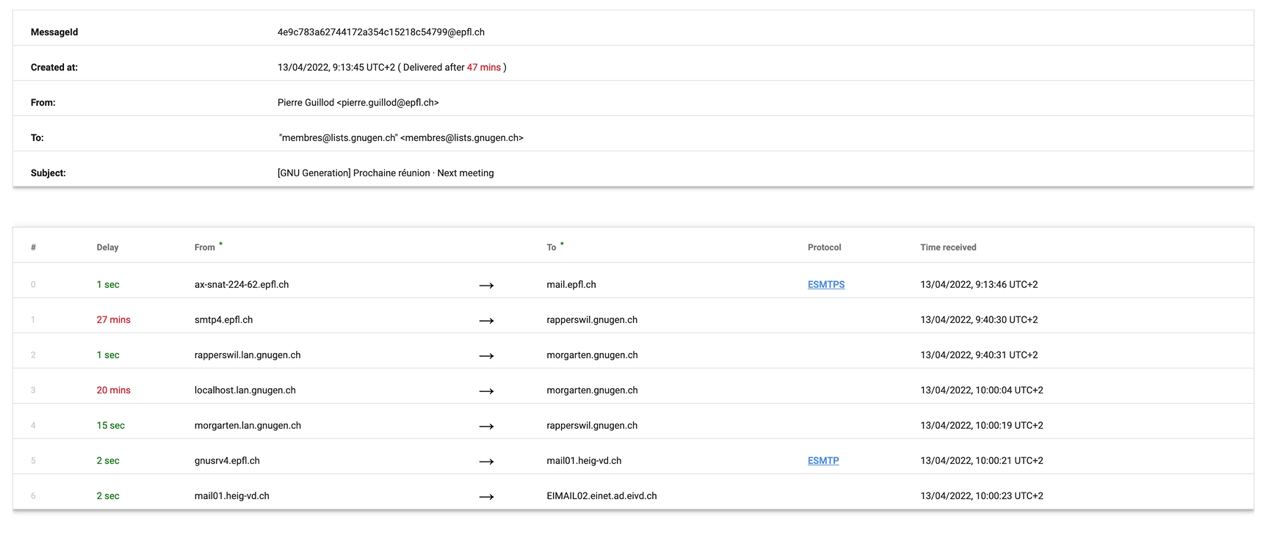 MessageId 4e9c783a62744172a354c15218c54799@epfl.ch
Created at: 13/04/2022, 9:13:45 UTC+2 ( Delivered after 47 mins )
From: Pierre Guillod <pierre.guillod@epfl.ch>
To: "membres@lists.gnugen.ch" <membres@lists.gnugen.ch>
Subject: [GNU Generation] Prochaine réunion · Next meeting
# Delay From * To * Protocol Time received
0 1 sec ax-snat-224-62.epfl.ch → mail.epfl.ch ESMTPS 13/04/2022, 9:13:46 UTC+2
1 27 mins smtp4.epfl.ch → rapperswil.gnugen.ch 13/04/2022, 9:40:30 UTC+2
2 1 sec rapperswil.lan.gnugen.ch → morgarten.gnugen.ch 13/04/2022, 9:40:31 UTC+2
3 20 mins localhost.lan.gnugen.ch → morgarten.gnugen.ch 13/04/2022, 10:00:04 UTC+2
4 15 sec morgarten.lan.gnugen.ch → rapperswil.gnugen.ch 13/04/2022, 10:00:19 UTC+2
5 2 sec gnusrv4.epfl.ch → mail01.heig-vd.ch ESMTP 13/04/2022, 10:00:21 UTC+2
6 2 sec mail01.heig-vd.ch → EIMAIL02.einet.ad.eivd.ch 13/04/2022, 10:00:23 UTC+2